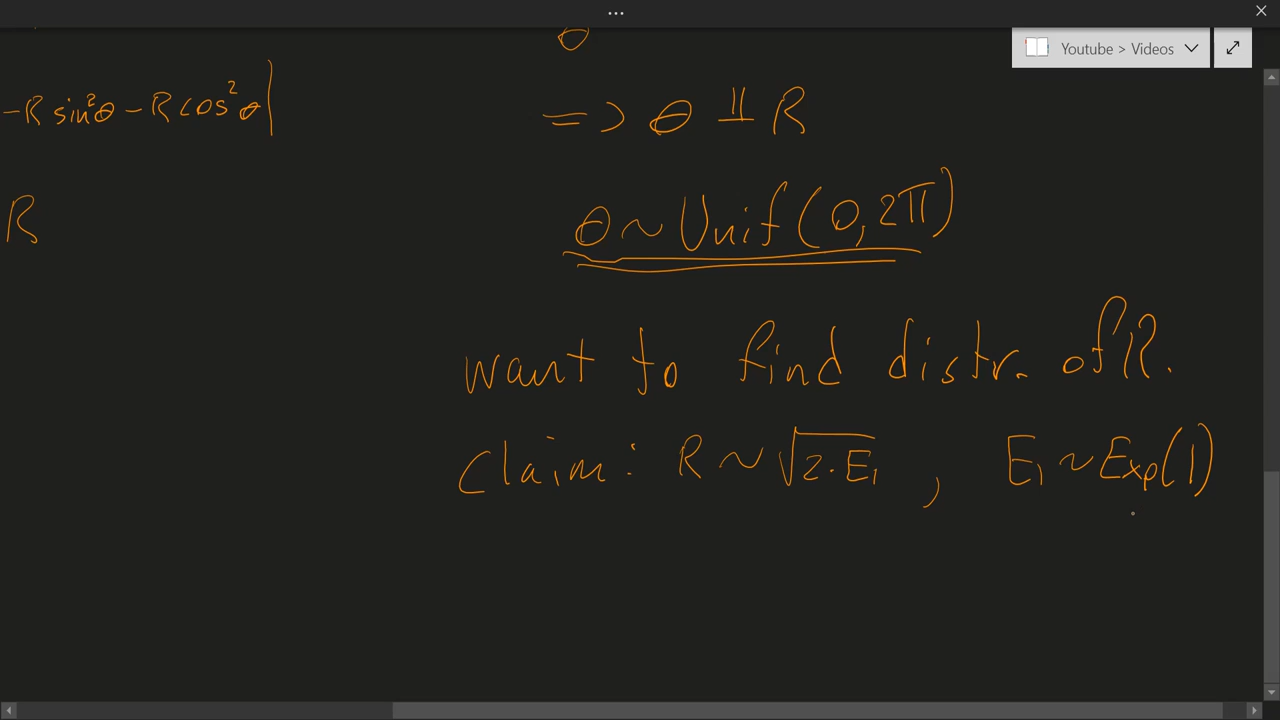 Youtube > Videos
θ
-R sin²θ - R cos²θ|
=> θ ⫫ R
R
θ ~ Unif(0, 2π)
want to find distr. of R.
Claim: R ~ √2·E₁ , E₁ ~ Exp(1)